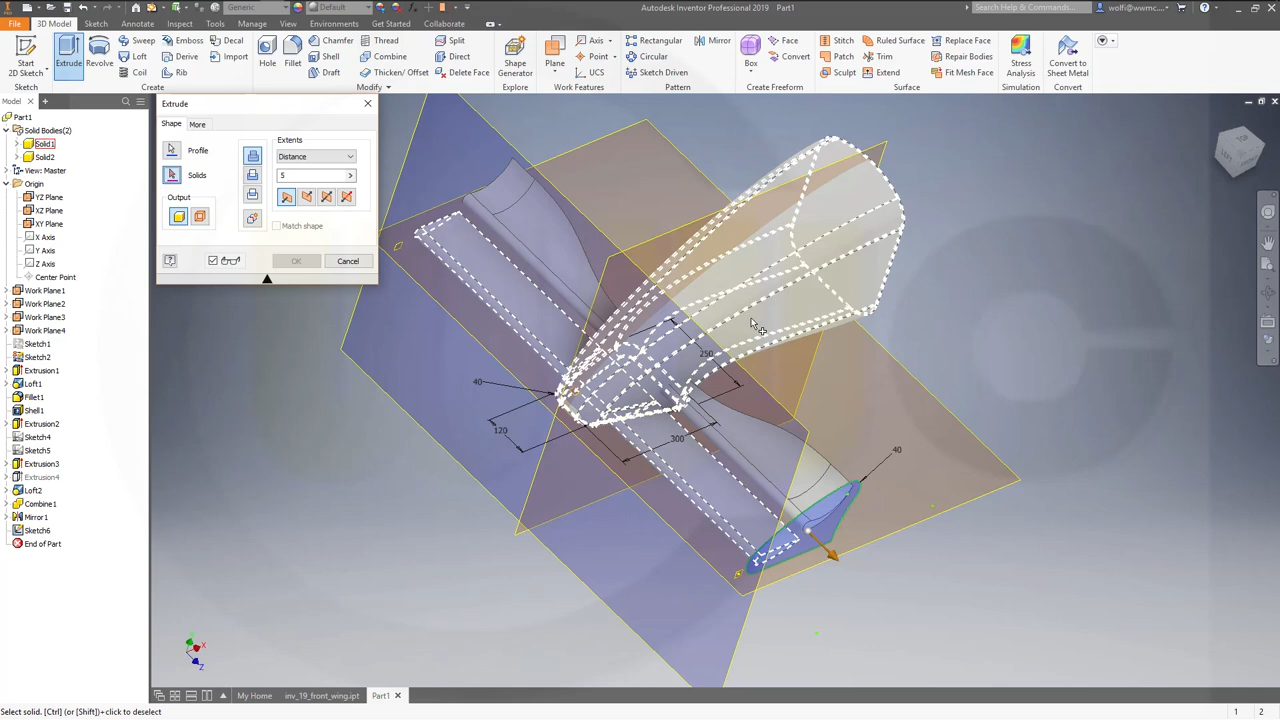 Generic
Default
Autodesk Inventor Professional 2019 Part1
Search Help & Commands...
wolfi@wwmc...
File
3D Model
Sketch
Annotate
Inspect
Tools
Manage
View
Environments
Get Started
Collaborate
Start
2D Sketch
Extrude
Revolve
Sweep
Loft
Coil
Emboss
Derive
Rib
Decal
Import
Hole
Fillet
Chamfer
Shell
Draft
Thread
Combine
Thicken/ Offset
Split
Direct
Delete Face
Shape
Generator
Plane
Axis
Point
UCS
Rectangular
Circular
Sketch Driven
Mirror
Box
Face
Convert
Stitch
Patch
Sculpt
Ruled Surface
Trim
Extend
Replace Face
Repair Bodies
Fit Mesh Face
Stress
Analysis
Convert to
Sheet Metal
Sketch
Create
Modify
Explore
Work Features
Pattern
Create Freeform
Surface
Simulation
Convert
Model
Part1
Solid Bodies(2)
Solid1
Solid2
View: Master
Origin
YZ Plane
XZ Plane
XY Plane
X Axis
Y Axis
Z Axis
Center Point
Work Plane1
Work Plane2
Work Plane3
Work Plane4
Sketch1
Sketch2
Extrusion1
Loft1
Fillet1
Shell1
Extrusion2
Sketch4
Sketch5
Extrusion3
Extrusion4
Loft2
Combine1
Mirror1
Sketch6
End of Part
Extrude
Shape
More
Profile
Solids
Output
Extents
Distance
5
Match shape
OK
Cancel
250
40
120
300
40
Y
X
Z
My Home
inv_19_front_wing.ipt
Part1
Select solid. [Ctrl] (or [Shift])+click to deselect
1
2